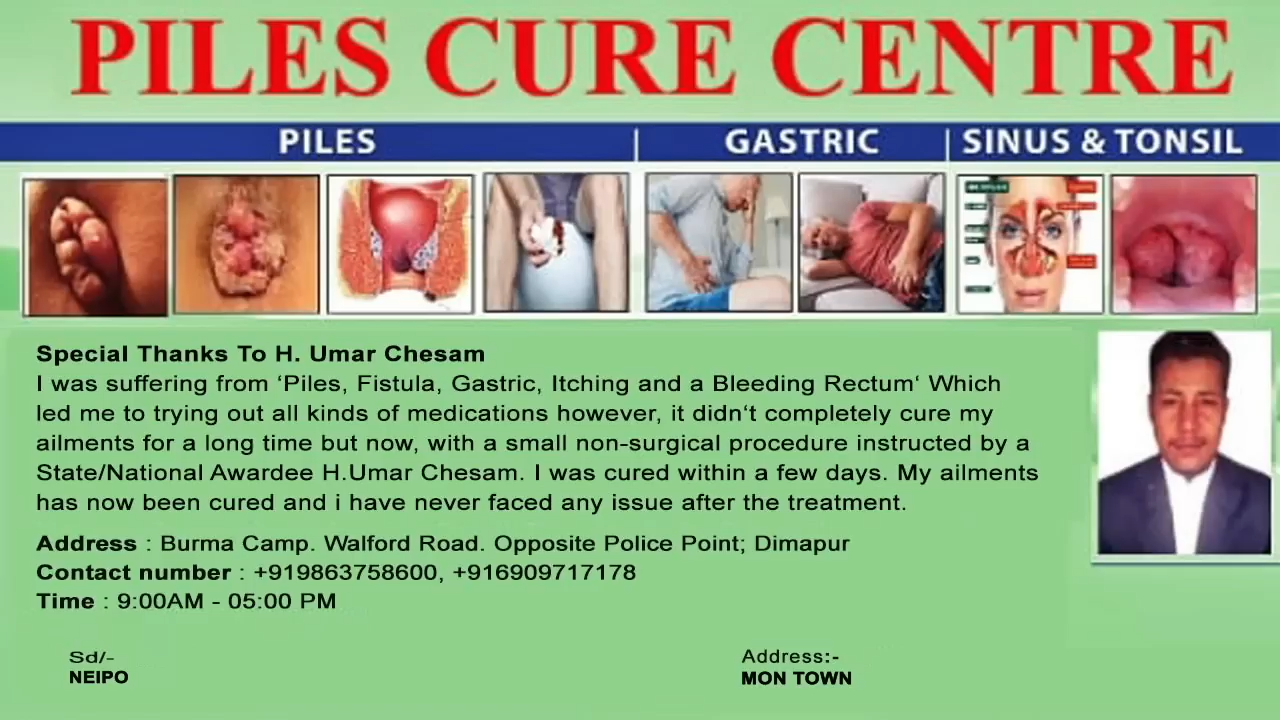 PILES CURE CENTRE
PILES | GASTRIC | SINUS & TONSIL
Special Thanks To H. Umar Chesam
I was suffering from ‘Piles, Fistula, Gastric, Itching and a Bleeding Rectum‘ Which
led me to trying out all kinds of medications however, it didn‘t completely cure my
ailments for a long time but now, with a small non-surgical procedure instructed by a
State/National Awardee H.Umar Chesam. I was cured within a few days. My ailments
has now been cured and i have never faced any issue after the treatment.
Address : Burma Camp. Walford Road. Opposite Police Point; Dimapur
Contact number : +919863758600, +916909717178
Time : 9:00AM - 05:00 PM
Sd/-
NEIPO
Address:-
MON TOWN